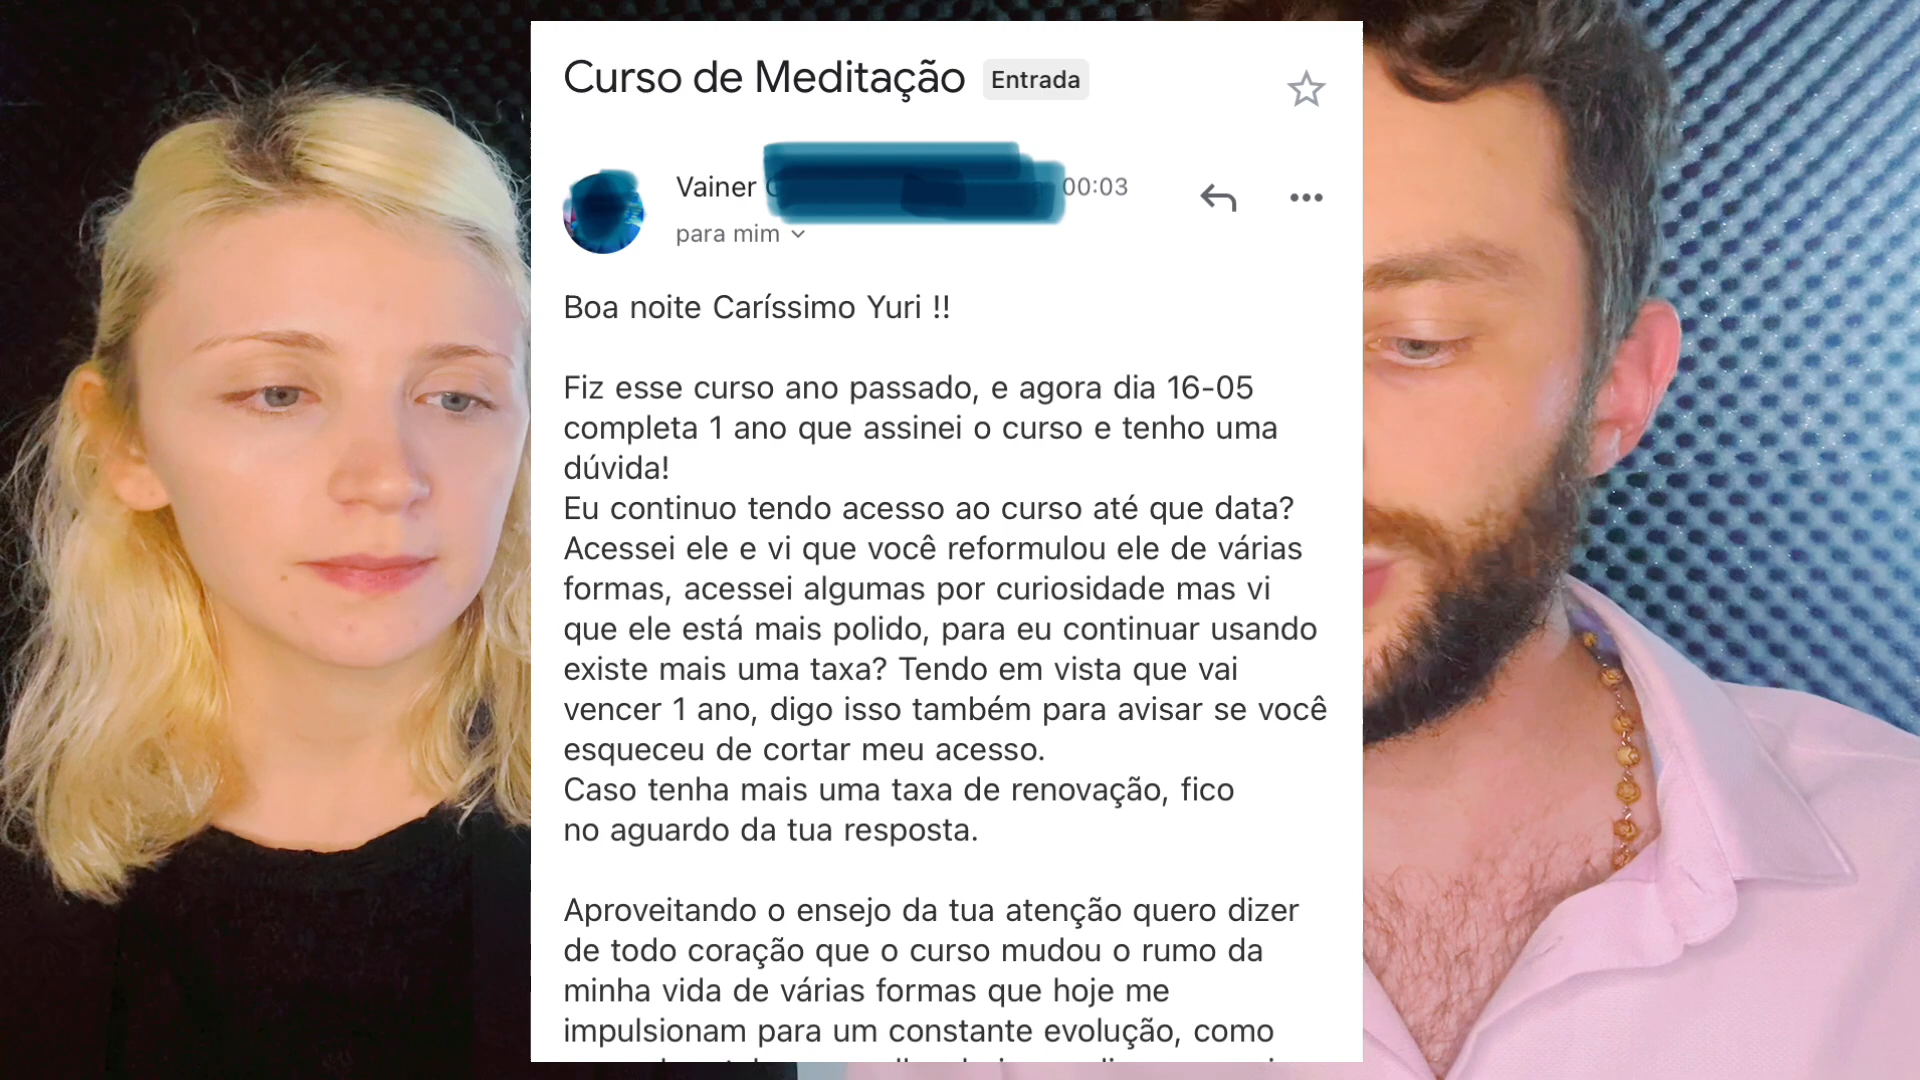 Curso de Meditação Entrada
Vainer 00:03
para mim
Boa noite Caríssimo Yuri !!
Fiz esse curso ano passado, e agora dia 16-05
completa 1 ano que assinei o curso e tenho uma
dúvida!
Eu continuo tendo acesso ao curso até que data?
Acessei ele e vi que você reformulou ele de várias
formas, acessei algumas por curiosidade mas vi
que ele está mais polido, para eu continuar usando
existe mais uma taxa? Tendo em vista que vai
vencer 1 ano, digo isso também para avisar se você
esqueceu de cortar meu acesso.
Caso tenha mais uma taxa de renovação, fico
no aguardo da tua resposta.
Aproveitando o ensejo da tua atenção quero dizer
de todo coração que o curso mudou o rumo da
minha vida de várias formas que hoje me
impulsionam para um constante evolução, como